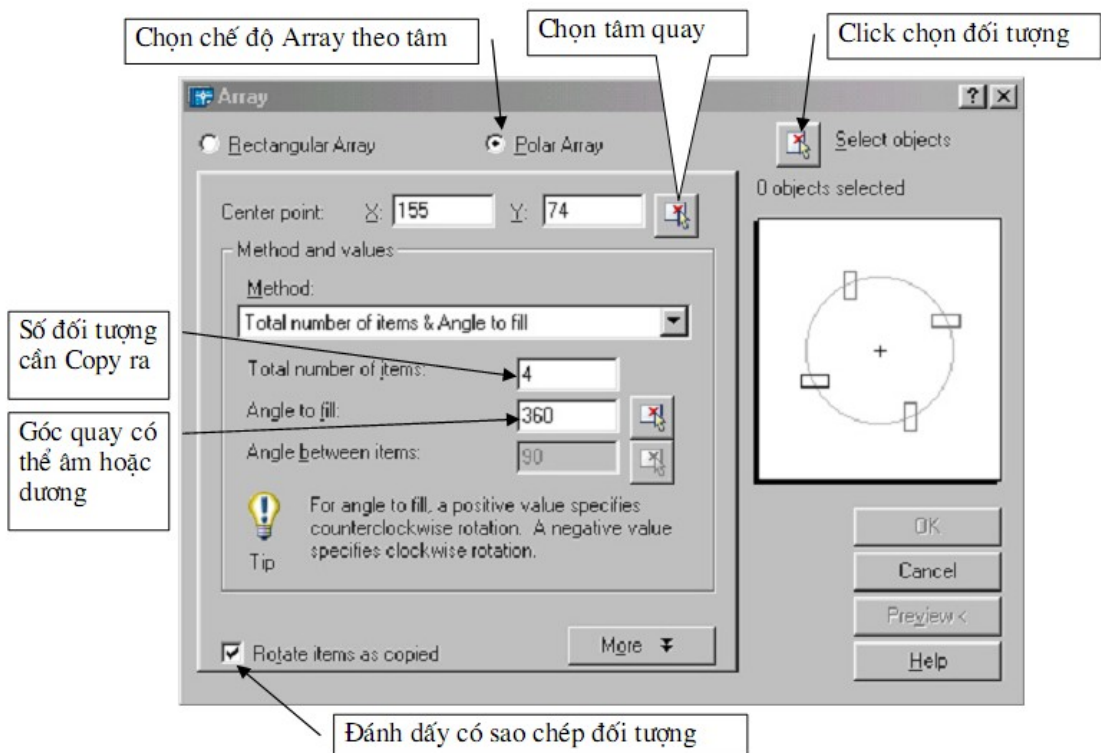 Chọn chế độ Array theo tâm
Chọn tâm quay
Click chọn đối tượng
Array
Rectangular Array
Polar Array
Select objects
0 objects selected
Center point: X: 155 Y: 74
Method and values
Method:
Total number of items & Angle to fill
Số đối tượng
cần Copy ra
Total number of items: 4
Angle to fill: 360
Góc quay có
thể âm hoặc
dương
Angle between items: 90
For angle to fill, a positive value specifies
counterclockwise rotation. A negative value
specifies clockwise rotation.
Tip
OK
Cancel
Preview <
Help
Rotate items as copied
More
Đánh dấy có sao chép đối tượng